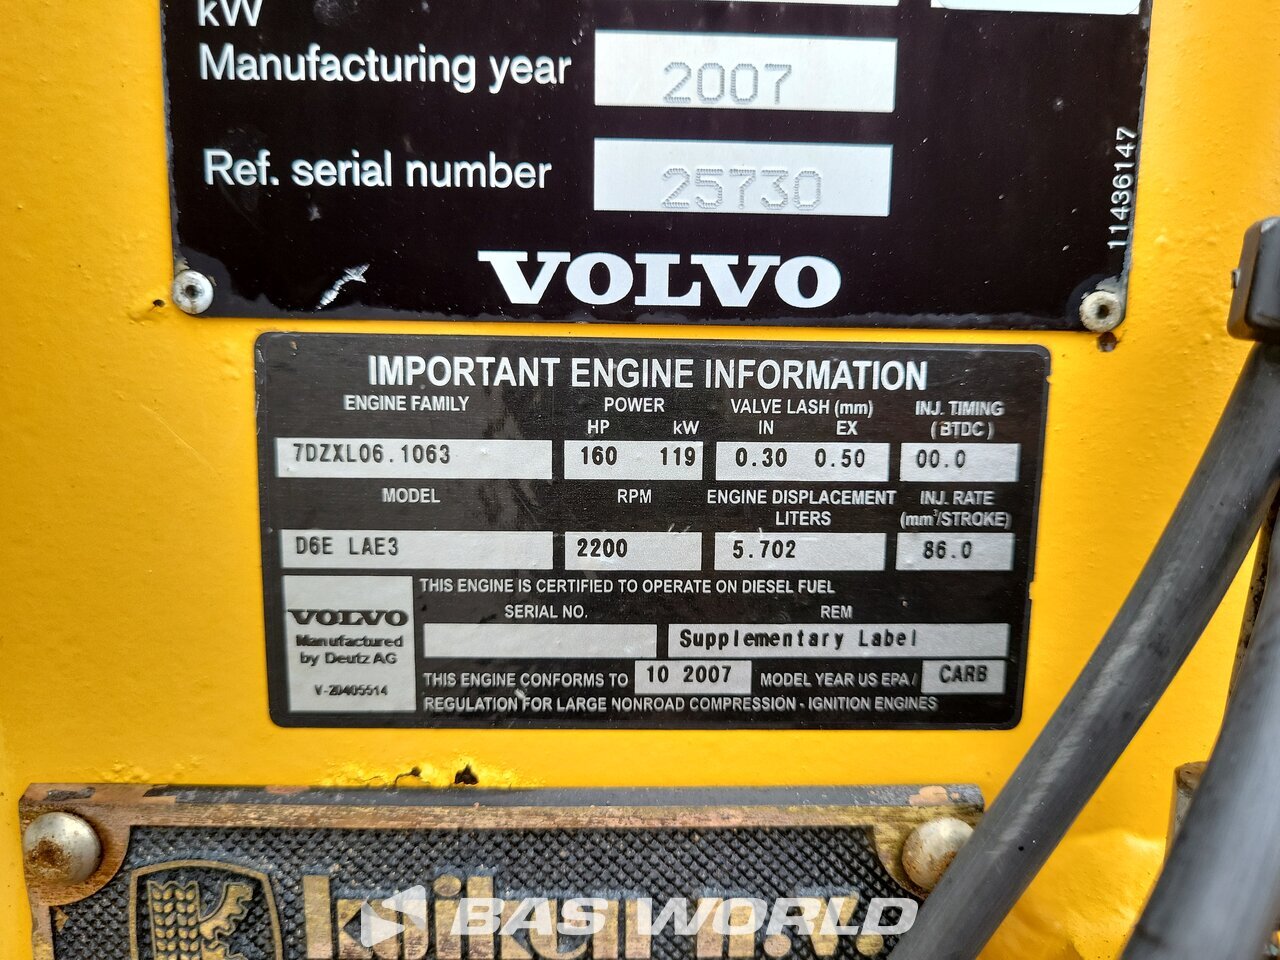 kW
Manufacturing year 2007
Ref. serial number 25730
11436147
VOLVO
IMPORTANT ENGINE INFORMATION
ENGINE FAMILY POWER VALVE LASH (mm) INJ. TIMING
HP kW IN EX (BTDC)
7DZXL06.1063 160 119 0.30 0.50 00.0
MODEL RPM ENGINE DISPLACEMENT INJ. RATE
LITERS (mm³/STROKE)
D6E LAE3 2200 5.702 86.0
THIS ENGINE IS CERTIFIED TO OPERATE ON DIESEL FUEL
SERIAL NO. REM
VOLVO
Manufactured
by Deutz AG
V-20405514
Supplementary Label
THIS ENGINE CONFORMS TO 10 2007 MODEL YEAR US EPA/ CARB
REGULATION FOR LARGE NONROAD COMPRESSION - IGNITION ENGINES
BAS WORLD